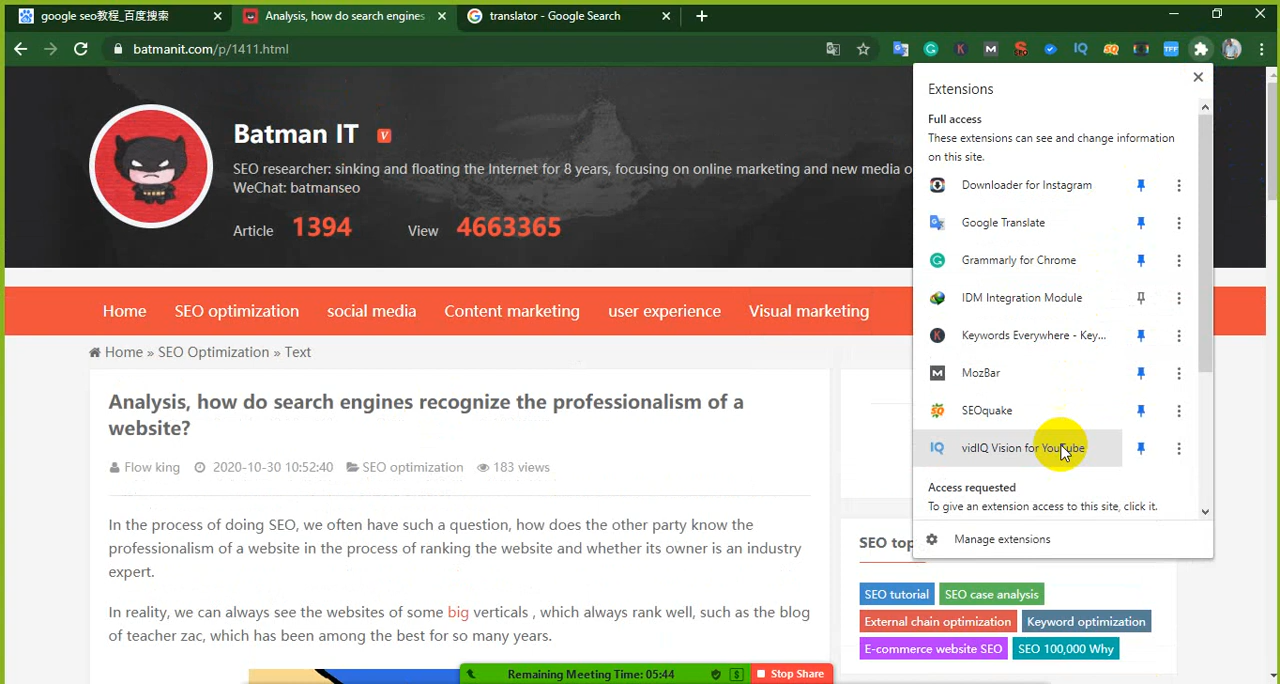 google seo教程_百度搜索
Analysis, how do search engines
translator - Google Search
batmanit.com/p/1411.html
Batman IT V
SEO researcher: sinking and floating the Internet for 8 years, focusing on online marketing and new media o
WeChat: batmanseo
Article 1394 View 4663365
Home SEO optimization social media Content marketing user experience Visual marketing
Home » SEO Optimization » Text
Analysis, how do search engines recognize the professionalism of a
website?
Flow king 2020-10-30 10:52:40 SEO optimization 183 views
In the process of doing SEO, we often have such a question, how does the other party know the
professionalism of a website in the process of ranking the website and whether its owner is an industry
expert.
In reality, we can always see the websites of some big verticals , which always rank well, such as the blog
of teacher zac, which has been among the best for so many years.
Extensions
Full access
These extensions can see and change information
on this site.
Downloader for Instagram
Google Translate
Grammarly for Chrome
IDM Integration Module
Keywords Everywhere - Key...
MozBar
SEOquake
IQ vidIQ Vision for YouTube
Access requested
To give an extension access to this site, click it.
Manage extensions
SEO top
SEO tutorial SEO case analysis
External chain optimization Keyword optimization
E-commerce website SEO SEO 100,000 Why
Remaining Meeting Time: 05:44 Stop Share